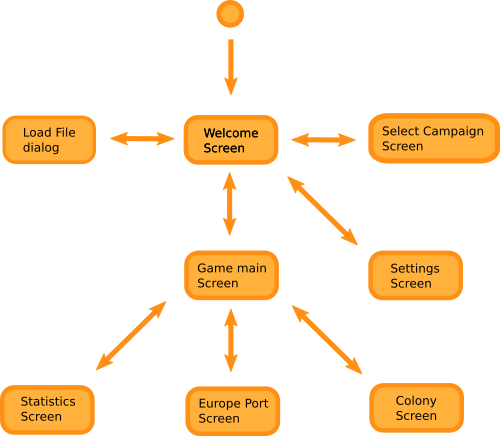 Load File
dialog
Welcome
Screen
Select Campaign
Screen
Game main
Screen
Settings
Screen
Statistics
Screen
Europe Port
Screen
Colony
Screen